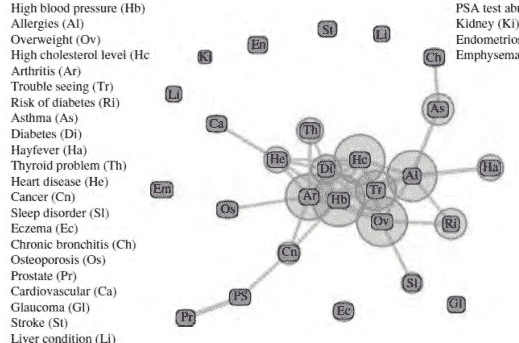 High blood pressure (Hb)
Allergies (Al)
Overweight (Ov)
High cholesterol level (Hc
Arthritis (Ar)
Trouble seeing (Tr)
Risk of diabetes (Ri)
Asthma (As)
Diabetes (Di)
Hayfever (Ha)
Thyroid problem (Th)
Heart disease (He)
Cancer (Cn)
Sleep disorder (Sl)
Eczema (Ec)
Chronic bronchitis (Ch)
Osteoporosis (Os)
Prostate (Pr)
Cardiovascular (Ca)
Glaucoma (Gl)
Stroke (St)
Liver condition (Li)
PSA test abn
Kidney (Ki)
Endometrios
Emphysema
St
Li
En
Ki
Ch
Li
As
Ca
Th
He
Hc
Di
Al
Ha
Em
Ar
Tr
Hb
Os
Ov
Ri
Cn
Sl
PS
Ec
Gl
Pr